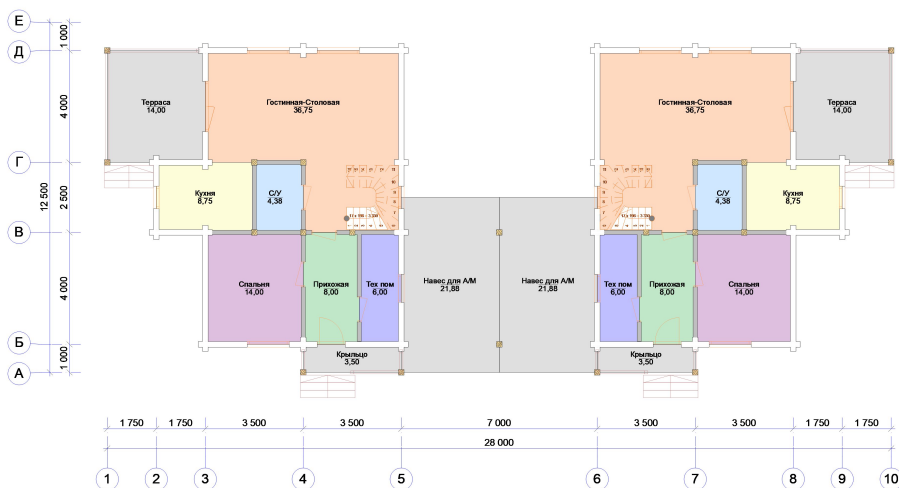 Е
Д
Г
В
Б
А
1 000
4 000
2 500
4 000
1 000
12 500
Терраса
14,00
Гостинная-Столовая
36,75
Гостинная-Столовая
36,75
Терраса
14,00
Кухня
8,75
С/У
4,38
С/У
4,38
Кухня
8,75
Спальня
14,00
Прихожая
8,00
Тех пом
6,00
Навес для А/М
21,88
Навес для А/М
21,88
Тех пом
6,00
Прихожая
8,00
Спальня
14,00
Крыльцо
3,50
Крыльцо
3,50
1 750 1 750 3 500 3 500 7 000 3 500 3 500 1 750 1 750
28 000
1 2 3 4 5 6 7 8 9 10